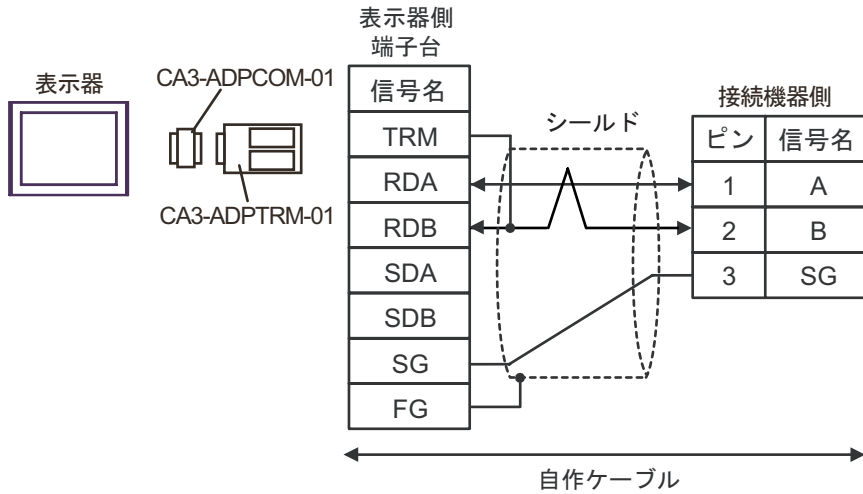 表示器
CA3-ADPCOM-01
CA3-ADPTRM-01
表示器側
端子台
信号名
TRM
RDA
RDB
SDA
SDB
SG
FG
シールド
接続機器側
ピン 信号名
1 A
2 B
3 SG
自作ケーブル